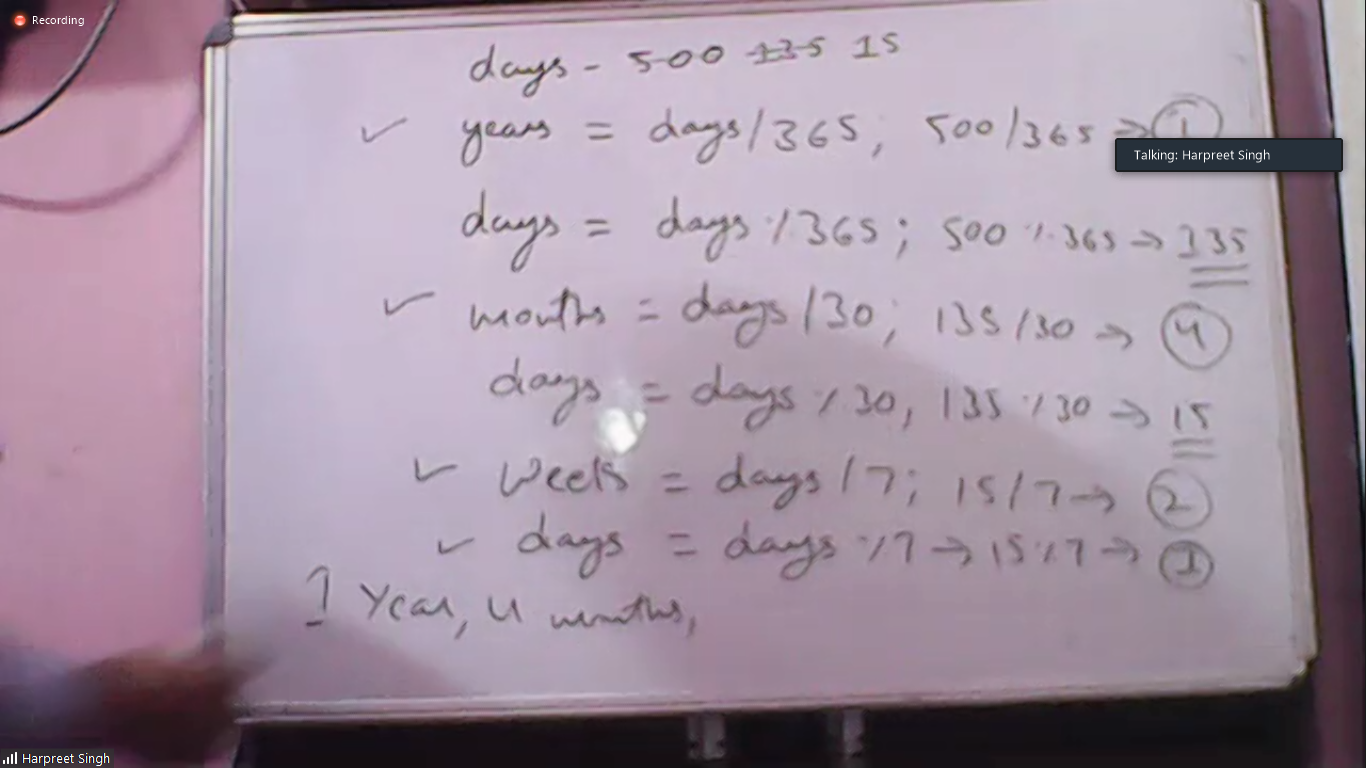 Recording
days - 500 135 15
years = days/365; 500/365 → 1
Talking: Harpreet Singh
days = days % 365; 500 % 365 → 135
months = days/30; 135/30 → 4
days = days % 30, 135 % 30 → 15
weeks = days/7; 15/7 → 2
days = days % 7 → 15 % 7 → 1
1 Year, 4 months,
Harpreet Singh